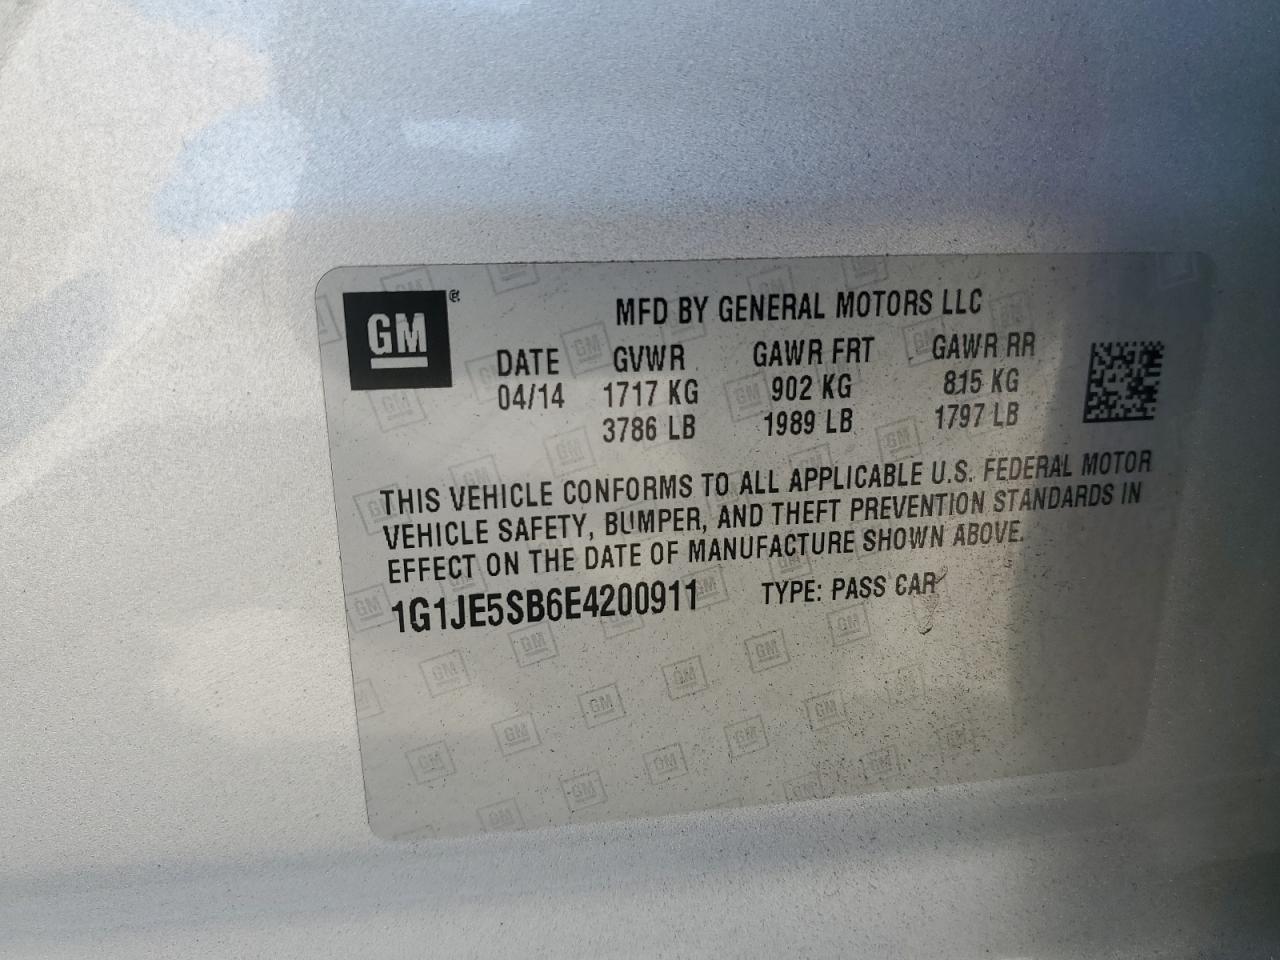 GM®
MFD BY GENERAL MOTORS LLC
DATE GVWR GAWR FRT GAWR RR
04/14 1717 KG 902 KG 815 KG
3786 LB 1989 LB 1797 LB
THIS VEHICLE CONFORMS TO ALL APPLICABLE U.S. FEDERAL MOTOR
VEHICLE SAFETY, BUMPER, AND THEFT PREVENTION STANDARDS IN
EFFECT ON THE DATE OF MANUFACTURE SHOWN ABOVE.
1G1JE5SB6E4200911 TYPE: PASS CAR